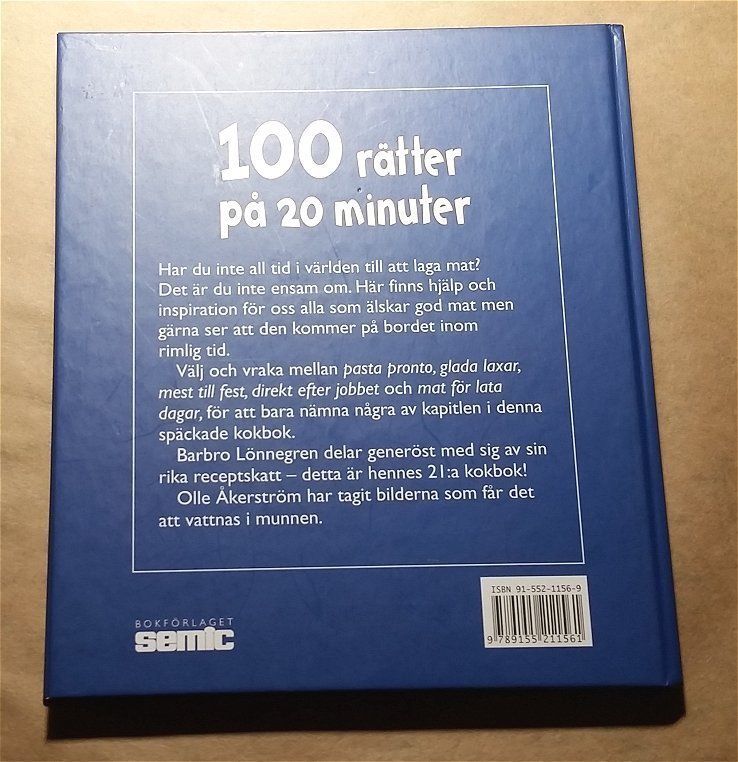 100 rätter
på 20 minuter
Har du inte all tid i världen till att laga mat?
Det är du inte ensam om. Här finns hjälp och
inspiration för oss alla som älskar god mat men
gärna ser att den kommer på bordet inom
rimlig tid.
Välj och vraka mellan pasta pronto, glada laxar,
mest till fest, direkt efter jobbet och mat för lata
dagar, för att bara nämna några av kapitlen i denna
späckade kokbok.
Barbro Lönnegren delar generöst med sig av sin
rika receptskatt – detta är hennes 21:a kokbok!
Olle Åkerström har tagit bilderna som får det
att vattnas i munnen.
ISBN 91-552-1156-9
9 789155 211561
BOKFÖRLAGET
semic